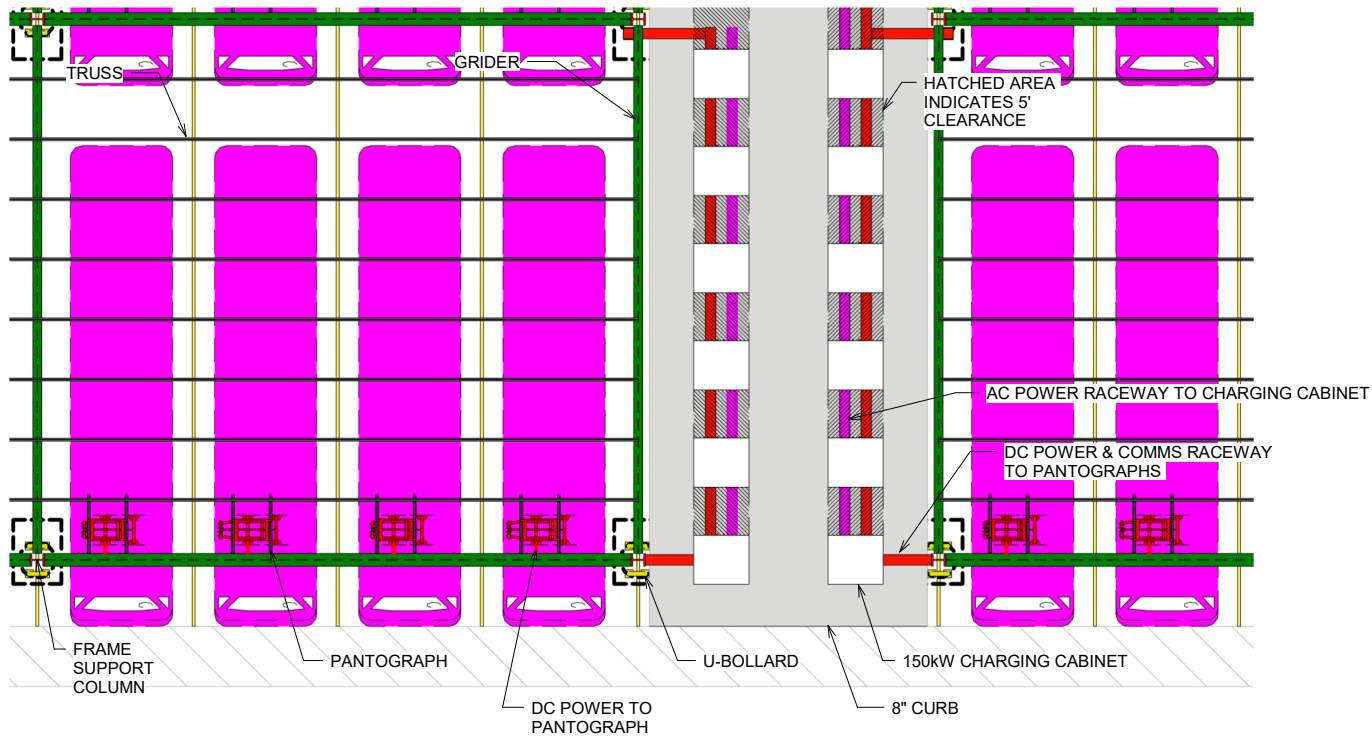 TRUSS
GRIDER
HATCHED AREA
INDICATES 5'
CLEARANCE
AC POWER RACEWAY TO CHARGING CABINET
DC POWER & COMMS RACEWAY
TO PANTOGRAPHS
FRAME
SUPPORT
COLUMN
PANTOGRAPH
U-BOLLARD
150kW CHARGING CABINET
DC POWER TO
PANTOGRAPH
8" CURB